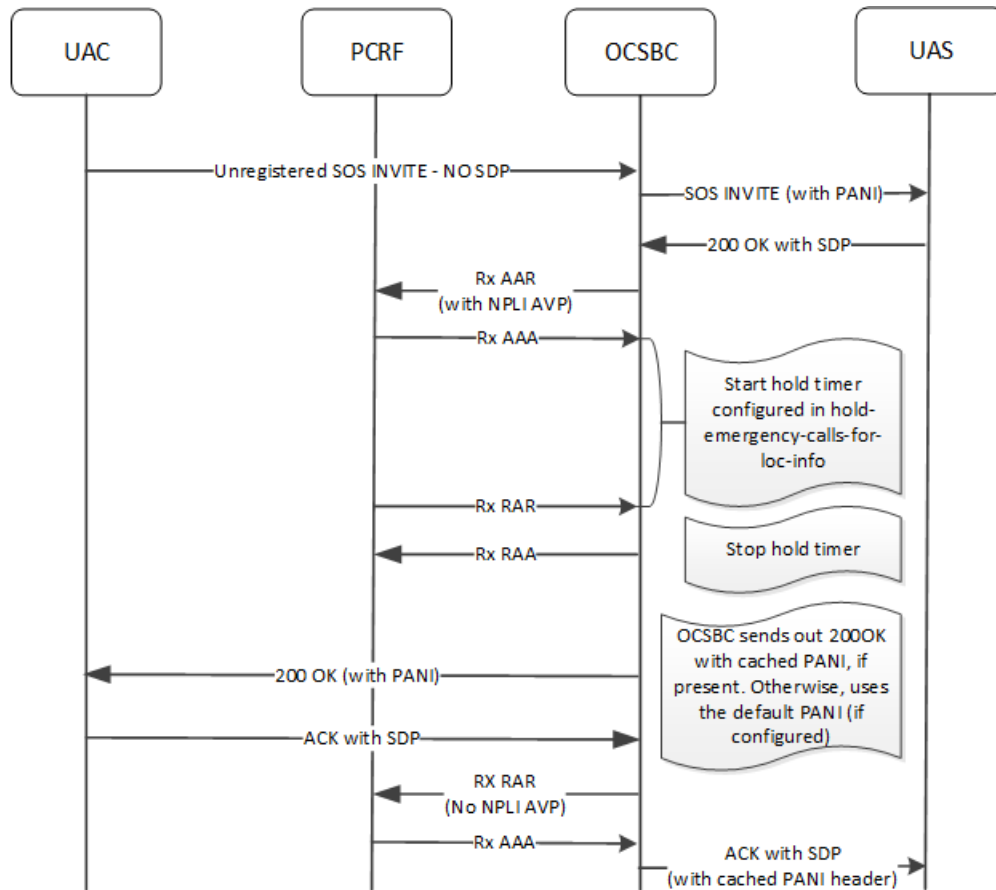 UAC
PCRF
OCSBC
UAS
Unregistered SOS INVITE - NO SDP
SOS INVITE (with PANI)
200 OK with SDP
Rx AAR
(with NPLI AVP)
Rx AAA
Start hold timer
configured in hold-
emergency-calls-for-
loc-info
Rx RAR
Rx RAA
Stop hold timer
OCSBC sends out 200OK
with cached PANI, if
present. Otherwise, uses
the default PANI (if
configured)
200 OK (with PANI)
ACK with SDP
RX RAR
(No NPLI AVP)
Rx AAA
ACK with SDP
(with cached PANI header)